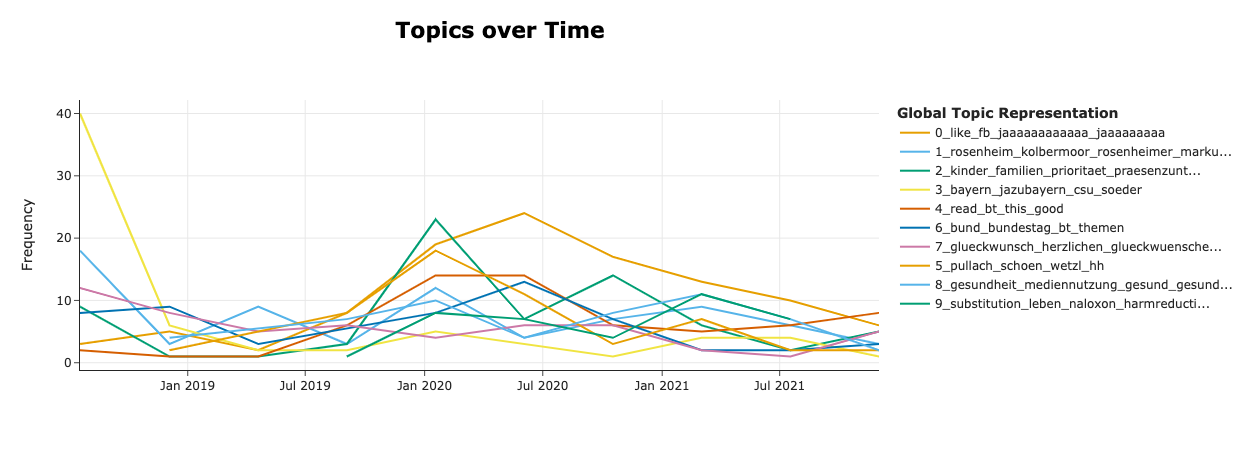 Topics over Time
Frequency
40
30
20
10
0
Jan 2019
Jul 2019
Jan 2020
Jul 2020
Jan 2021
Jul 2021
Global Topic Representation
0_like_fb_jaaaaaaaaaaaa_jaaaaaaaaa
1_rosenheim_kolbermoor_rosenheimer_marku...
2_kinder_familien_prioritaet_praesenzunt...
3_bayern_jazubayern_csu_soeder
4_read_bt_this_good
6_bund_bundestag_bt_themen
7_glueckwunsch_herzlichen_glueckwuensche...
5_pullach_schoen_wetzl_hh
8_gesundheit_mediennutzung_gesund_gesund...
9_substitution_leben_naloxon_harmreducti...